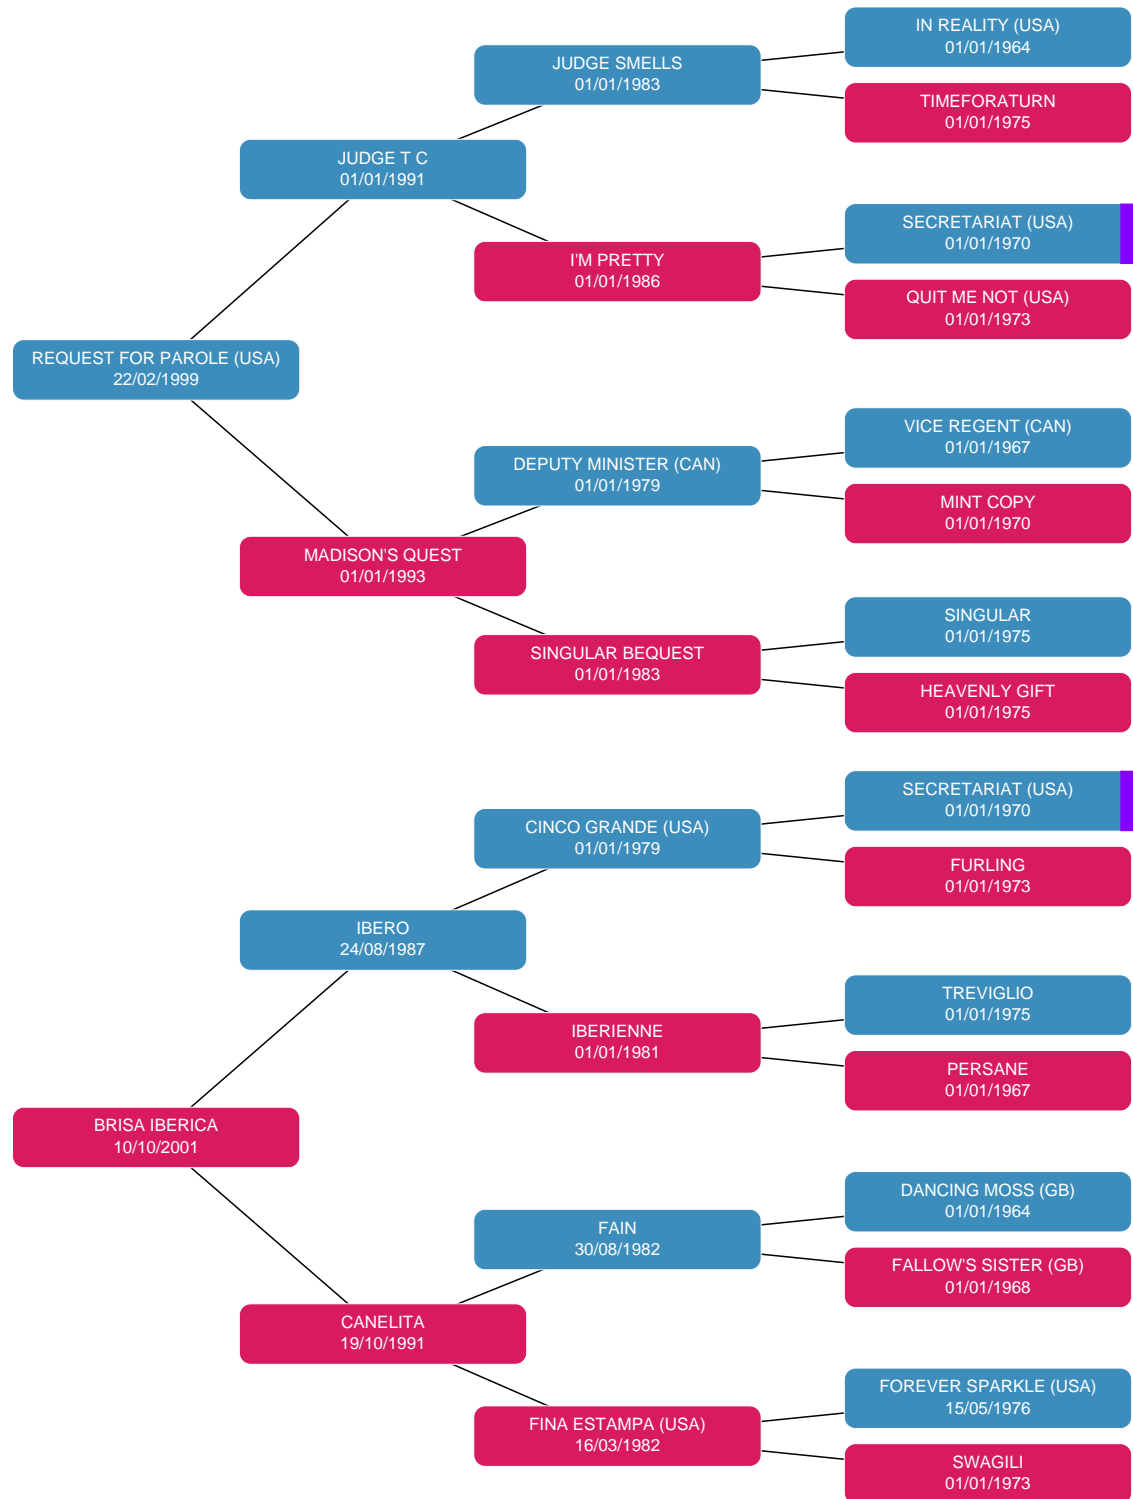 IN REALITY (USA)
01/01/1964
JUDGE SMELLS
01/01/1983
TIMEFORATURN
01/01/1975
JUDGE T C
01/01/1991
SECRETARIAT (USA)
01/01/1970
I'M PRETTY
01/01/1986
QUIT ME NOT (USA)
01/01/1973
REQUEST FOR PAROLE (USA)
22/02/1999
VICE REGENT (CAN)
01/01/1967
DEPUTY MINISTER (CAN)
01/01/1979
MINT COPY
01/01/1970
MADISON'S QUEST
01/01/1993
SINGULAR
01/01/1975
SINGULAR BEQUEST
01/01/1983
HEAVENLY GIFT
01/01/1975
SECRETARIAT (USA)
01/01/1970
CINCO GRANDE (USA)
01/01/1979
FURLING
01/01/1973
IBERO
24/08/1987
TREVIGLIO
01/01/1975
IBERIENNE
01/01/1981
PERSANE
01/01/1967
BRISA IBERICA
10/10/2001
DANCING MOSS (GB)
01/01/1964
FAIN
30/08/1982
FALLOW'S SISTER (GB)
01/01/1968
CANELITA
19/10/1991
FOREVER SPARKLE (USA)
15/05/1976
FINA ESTAMPA (USA)
16/03/1982
SWAGILI
01/01/1973